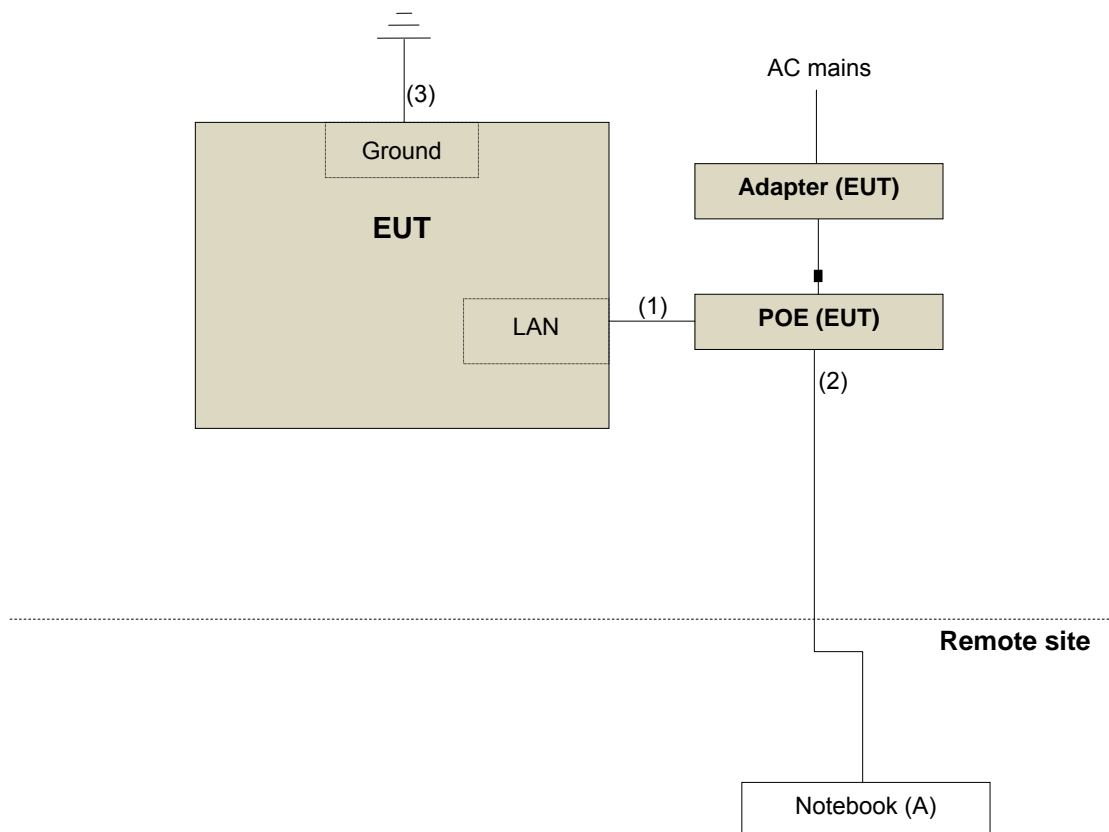 (3)
Ground
EUT
LAN
(1)
AC mains
Adapter (EUT)
POE (EUT)
(2)
Remote site
Notebook (A)